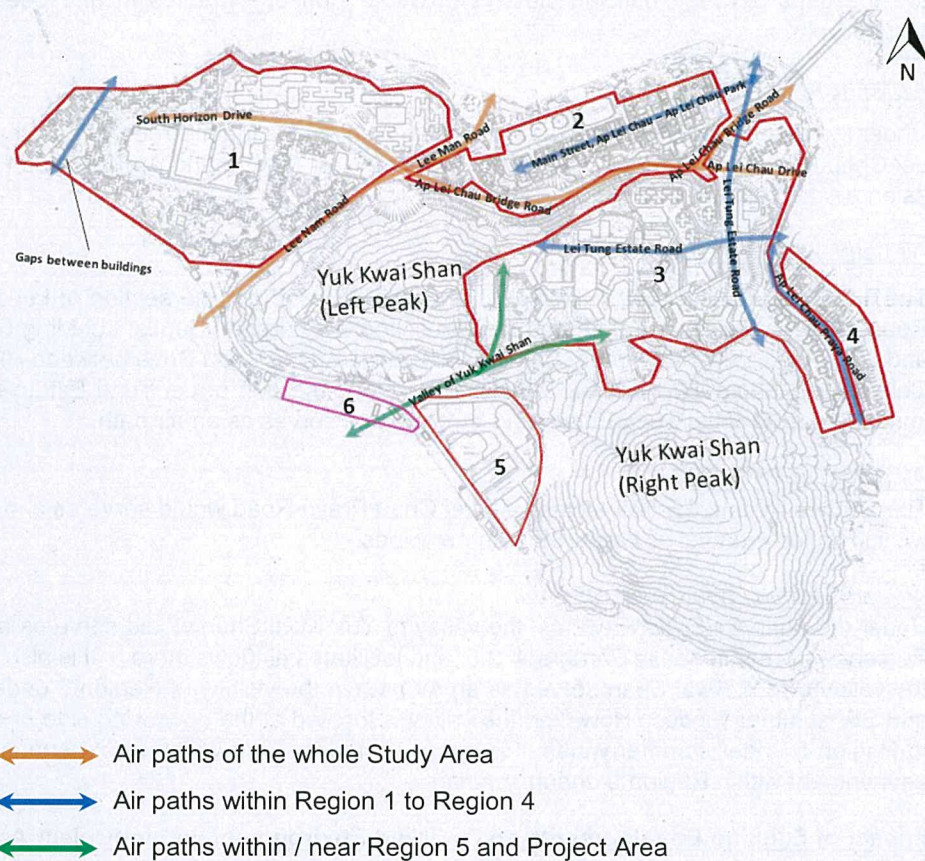 N
South Horizon Drive
1
Lee Man Road
2
Main Street, Ap Lei Chau – Ap Lei Chau Park
Ap Lei Chau Bridge Road
Ap Lei Chau Drive
Ap Lei Chau Bridge Road
Lee Nam Road
Lei Tung Estate Road
Lei Tung Estate Road
3
Gaps between buildings
Yuk Kwai Shan
(Left Peak)
Ap Lei Chau Praya Road
4
Valley of Yuk Kwai Shan
6
5
Yuk Kwai Shan
(Right Peak)
Air paths of the whole Study Area
Air paths within Region 1 to Region 4
Air paths within / near Region 5 and Project Area